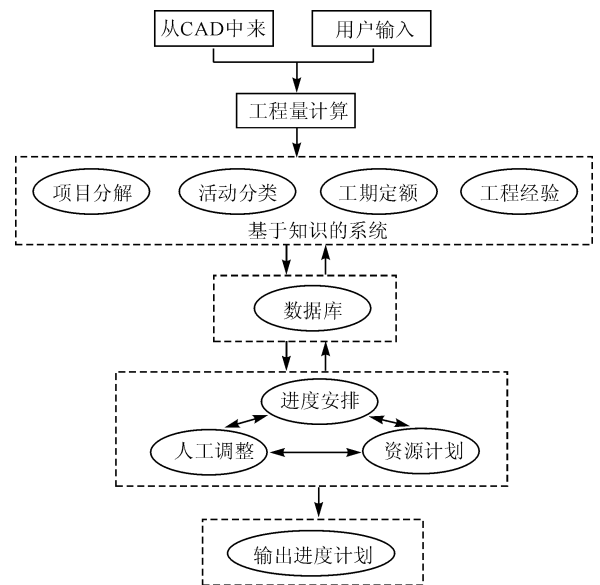 从CAD中来
用户输入
工程量计算
项目分解
活动分类
工期定额
工程经验
基于知识的系统
数据库
进度安排
人工调整
资源计划
输出进度计划